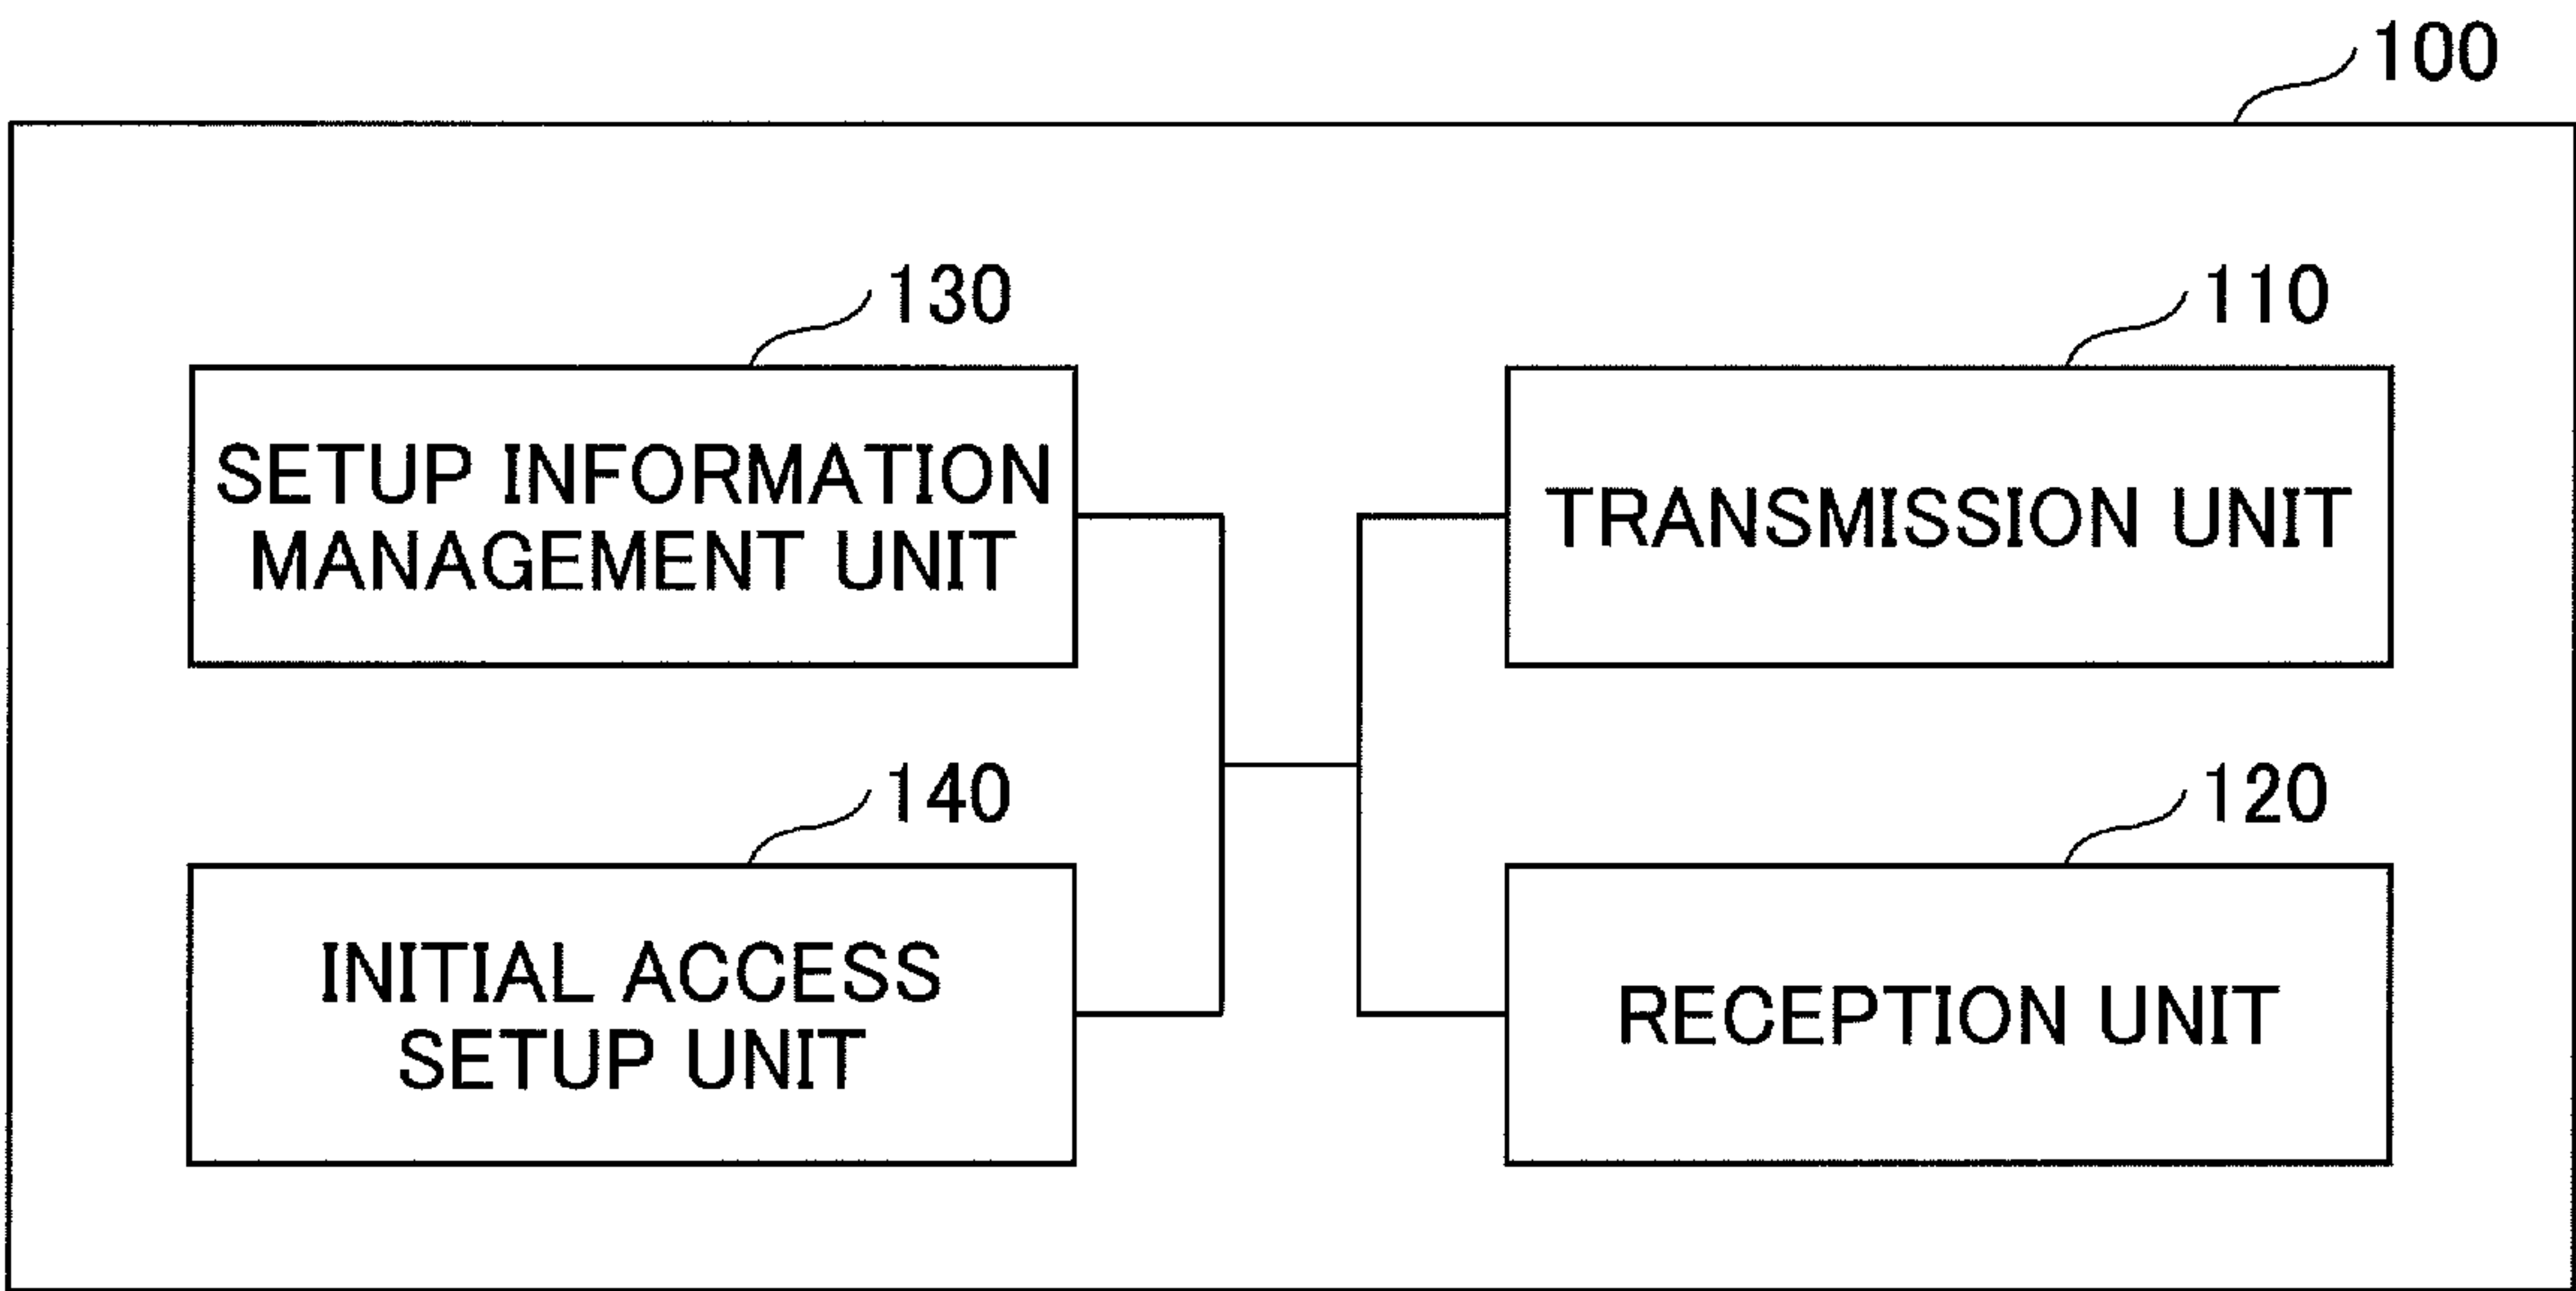 100
130
110
SETUP INFORMATION
MANAGEMENT UNIT
TRANSMISSION UNIT
140
120
INITIAL ACCESS
SETUP UNIT
RECEPTION UNIT